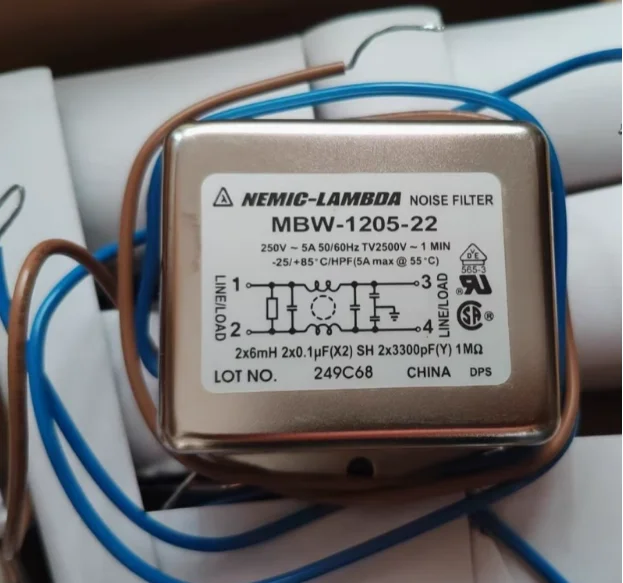 NEMIC-LAMBDA NOISE FILTER
MBW-1205-22
250V ~ 5A 50/60Hz TV2500V ~ 1 MIN
-25/+85°C/HPF(5A max @ 55°C)
DVE
565-3
1 3
LINE/LOAD
LINE/LOAD
2 4
2x6mH 2x0.1µF(X2) SH 2x3300pF(Y) 1MΩ
LOT NO. 249C68 CHINA DPS